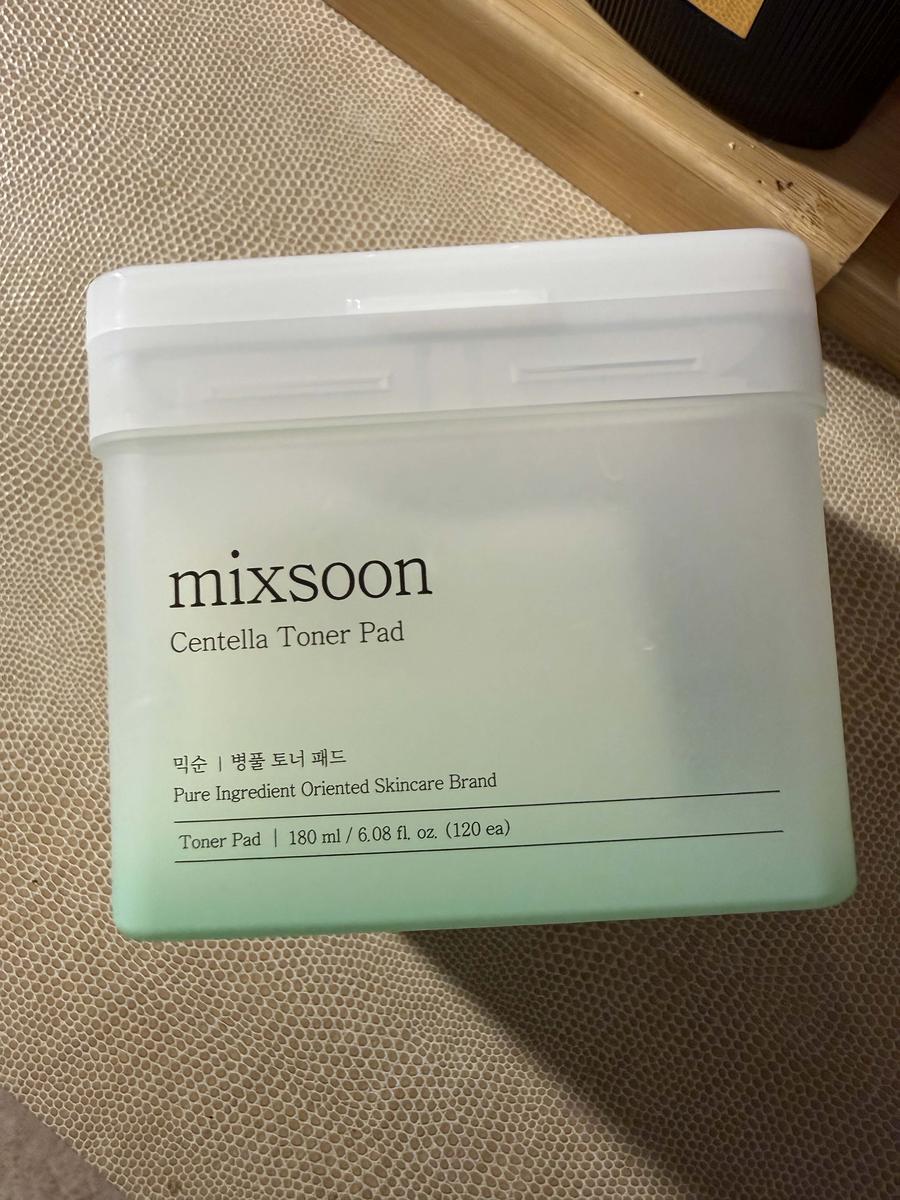 mixsoon
Centella Toner Pad
믹순 | 병풀 토너 패드
Pure Ingredient Oriented Skincare Brand
Toner Pad | 180 ml / 6.08 fl. oz. (120 ea)